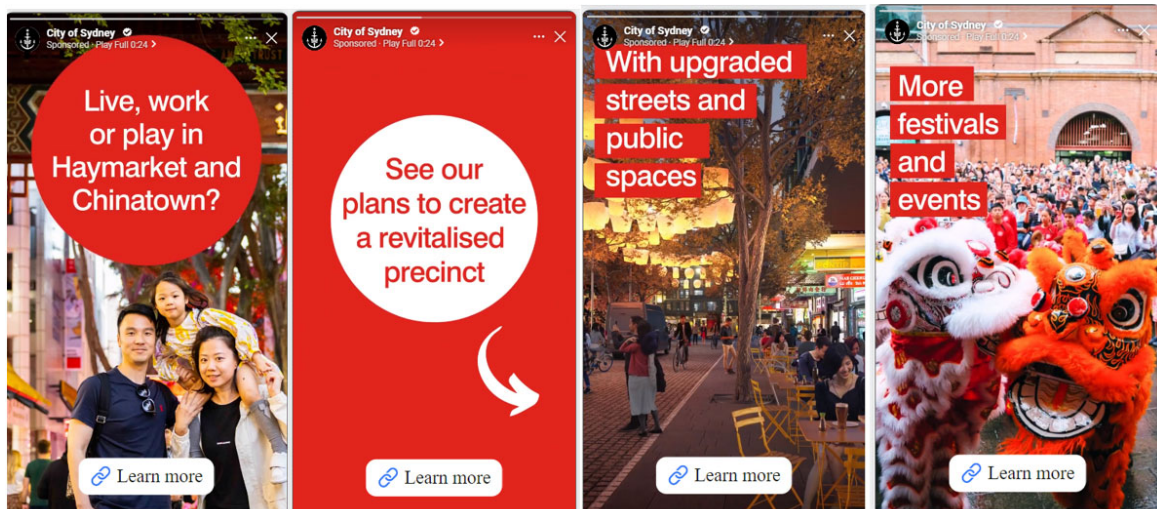 City of Sydney
Sponsored · Play Full 0:24 >
Live, work
or play in
Haymarket and
Chinatown?
Learn more
City of Sydney
Sponsored · Play Full 0:24 >
See our
plans to create
a revitalised
precinct
Learn more
City of Sydney
Sponsored · Play Full 0:24 >
With upgraded
streets and
public
spaces
Learn more
City of Sydney
Sponsored · Play Full 0:24 >
More
festivals
and
events
Learn more